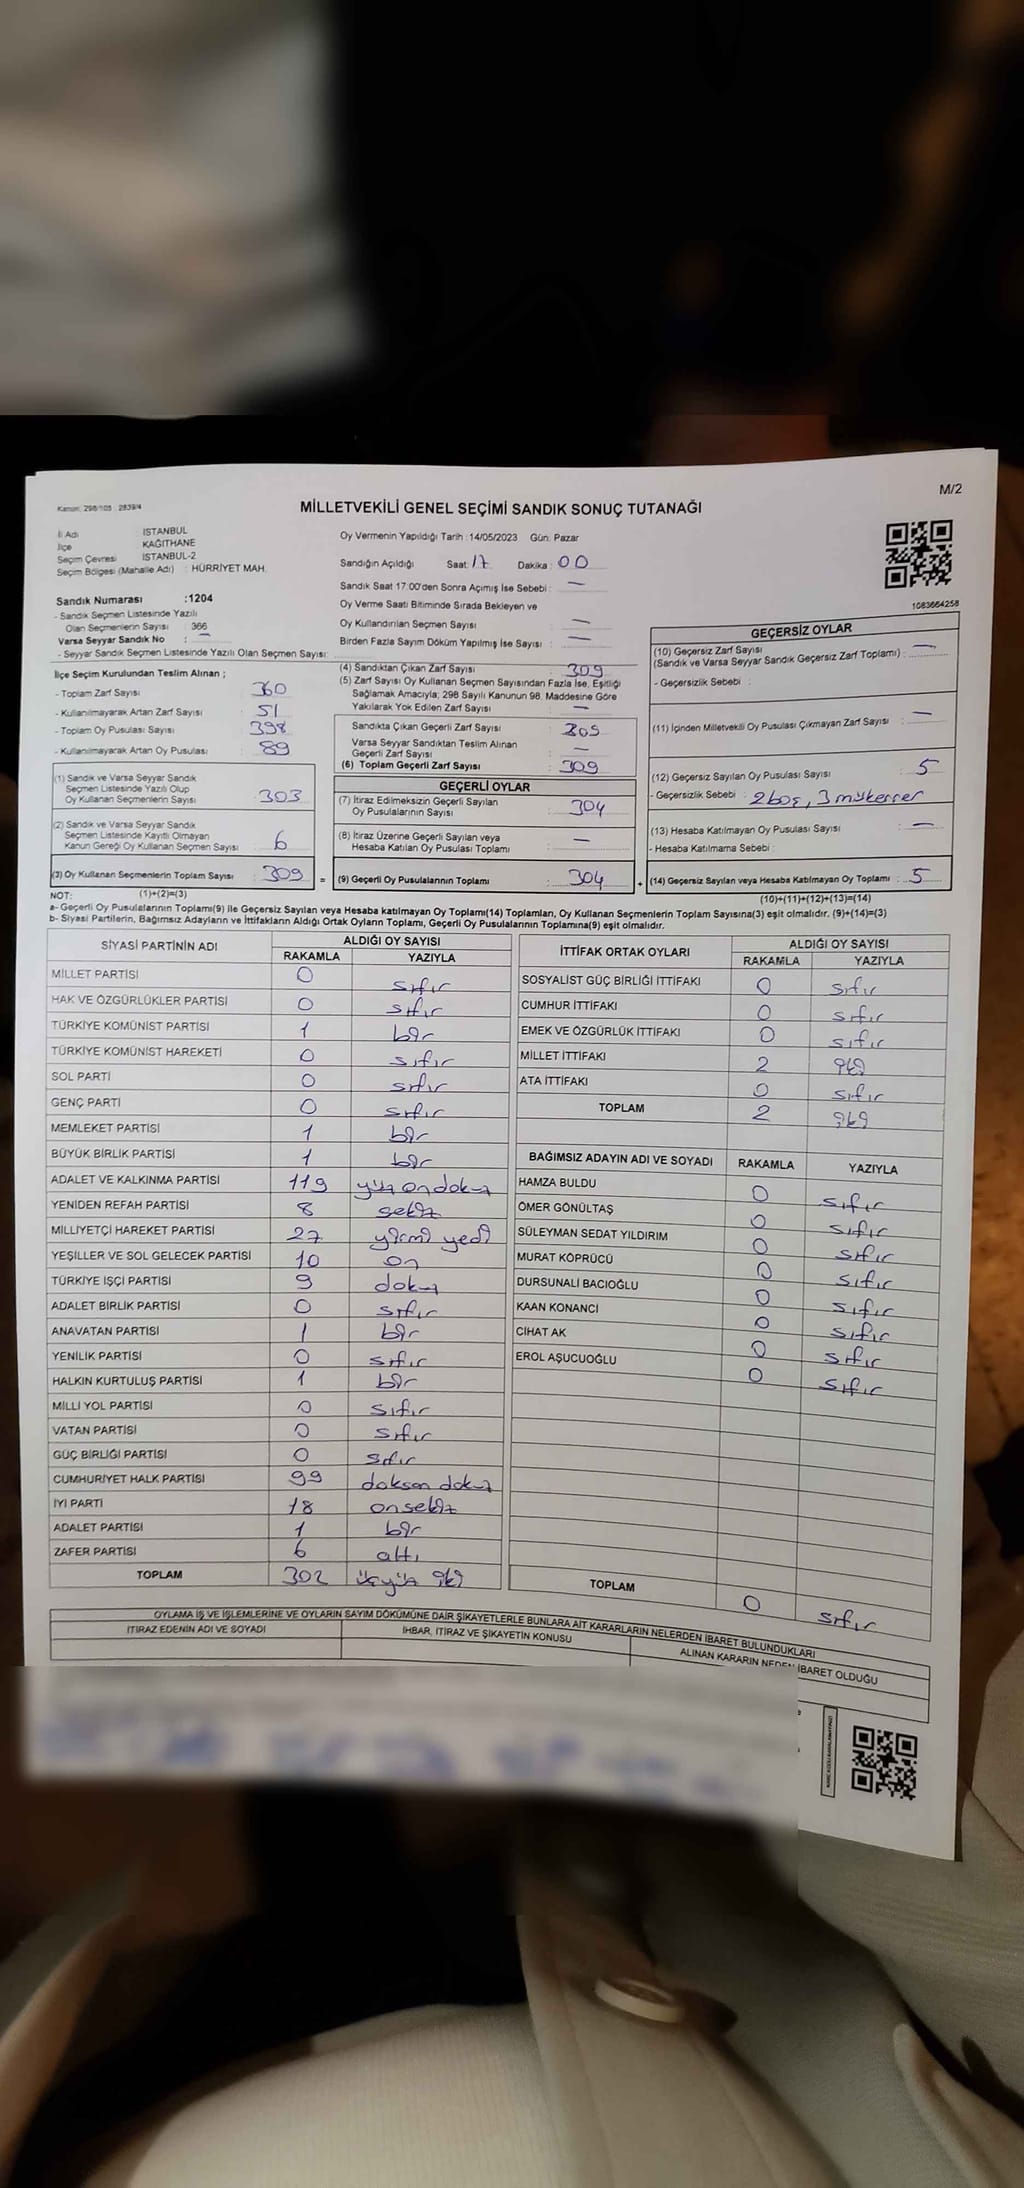 M/2
Kanun: 298/105 , 2839/4
MİLLETVEKİLİ GENEL SEÇİMİ SANDIK SONUÇ TUTANAĞI
İli Adı İSTANBUL
İlçe KAĞITHANE
Seçim Çevresi İSTANBUL-2
Seçim Bölgesi (Mahalle Adı) : HÜRRİYET MAH.
Oy Vermenin Yapıldığı Tarih :14/05/2023 Gün: Pazar
Sandığın Açıldığı Saat: 17 Dakika : 00
Sandık Saat 17:00'den Sonra Açımış İse Sebebi : —
Oy Verme Saati Bitiminde Sırada Bekleyen ve
Oy Kullandırılan Seçmen Sayısı : —
Birden Fazla Sayım Döküm Yapılmış İse Sayısı : —
1083664258
Sandık Numarası :1204
- Sandık Seçmen Listesinde Yazılı
Olan Seçmenlerin Sayısı : 366
Varsa Seyyar Sandık No : —
- Seyyar Sandık Seçmen Listesinde Yazılı Olan Seçmen Sayısı:
İlçe Seçim Kurulundan Teslim Alınan ;
- Toplam Zarf Sayısı : 360
- Kullanılmayarak Artan Zarf Sayısı : 51
- Toplam Oy Pusulası Sayısı : 398
- Kullanılmayarak Artan Oy Pusulası : 89
(1) Sandık ve Varsa Seyyar Sandık
Seçmen Listesinde Yazılı Olup
Oy Kullanan Seçmenlerin Sayısı : 303
(2) Sandık ve Varsa Seyyar Sandık
Seçmen Listesinde Kayıtlı Olmayan
Kanun Gereği Oy Kullanan Seçmen Sayısı : 6
(3) Oy Kullanan Seçmenlerin Toplam Sayısı : 309
(4) Sandıktan Çıkan Zarf Sayısı : 309
(5) Zarf Sayısı Oy Kullanan Seçmen Sayısından Fazla İse, Eşitliği
Sağlamak Amacıyla; 298 Sayılı Kanunun 98. Maddesine Göre
Yakılarak Yok Edilen Zarf Sayısı : —
Sandıkta Çıkan Geçerli Zarf Sayısı : 309
Varsa Seyyar Sandıktan Teslim Alınan
Geçerli Zarf Sayısı : —
(6) Toplam Geçerli Zarf Sayısı : 309
GEÇERLİ OYLAR
(7) İtiraz Edilmeksizin Geçerli Sayılan
Oy Pusulalarının Sayısı : 304
(8) İtiraz Üzerine Geçerli Sayılan veya
Hesaba Katılan Oy Pusulası Toplamı : —
= (9) Geçerli Oy Pusulalarının Toplamı : 304
GEÇERSİZ OYLAR
(10) Geçersiz Zarf Sayısı
(Sandık ve Varsa Seyyar Sandık Geçersiz Zarf Toplamı) : —
- Geçersizlik Sebebi :
(11) İçinden Milletvekili Oy Pusulası Çıkmayan Zarf Sayısı : —
(12) Geçersiz Sayılan Oy Pusulası Sayısı : 5
- Geçersizlik Sebebi : 2 boş, 3 mükerrer
(13) Hesaba Katılmayan Oy Pusulası Sayısı : —
- Hesaba Katılmama Sebebi :
+ (14) Geçersiz Sayılan veya Hesaba Katılmayan Oy Toplamı : 5
NOT: (1)+(2)=(3) (10)+(11)+(12)+(13)=(14)
a- Geçerli Oy Pusulalarının Toplamı(9) ile Geçersiz Sayılan veya Hesaba katılmayan Oy Toplamı(14) Toplamları, Oy Kullanan Seçmenlerin Toplam Sayısına(3) eşit olmalıdır. (9)+(14)=(3)
b- Siyasi Partilerin, Bağımsız Adayların ve İttifakların Aldığı Ortak Oyların Toplamı, Geçerli Oy Pusulalarının Toplamına(9) eşit olmalıdır.
SİYASİ PARTİNİN ADI ALDIĞI OY SAYISI
RAKAMLA YAZIYLA
MİLLET PARTİSİ 0 sıfır
HAK VE ÖZGÜRLÜKLER PARTİSİ 0 sıfır
TÜRKİYE KOMÜNİST PARTİSİ 1 bir
TÜRKİYE KOMÜNİST HAREKETİ 0 sıfır
SOL PARTİ 0 sıfır
GENÇ PARTİ 0 sıfır
MEMLEKET PARTİSİ 1 bir
BÜYÜK BİRLİK PARTİSİ 1 bir
ADALET VE KALKINMA PARTİSİ 119 yüz on dokuz
YENİDEN REFAH PARTİSİ 8 sekiz
MİLLİYETÇİ HAREKET PARTİSİ 27 yirmi yedi
YEŞİLLER VE SOL GELECEK PARTİSİ 10 on
TÜRKİYE İŞÇİ PARTİSİ 9 dokuz
ADALET BİRLİK PARTİSİ 0 sıfır
ANAVATAN PARTİSİ 1 bir
YENİLİK PARTİSİ 0 sıfır
HALKIN KURTULUŞ PARTİSİ 1 bir
MİLLİ YOL PARTİSİ 0 sıfır
VATAN PARTİSİ 0 sıfır
GÜÇ BİRLİĞİ PARTİSİ 0 sıfır
CUMHURİYET HALK PARTİSİ 99 doksan dokuz
İYİ PARTİ 18 on sekiz
ADALET PARTİSİ 1 bir
ZAFER PARTİSİ 6 altı
TOPLAM 302 üçyüz iki
İTTİFAK ORTAK OYLARI ALDIĞI OY SAYISI
RAKAMLA YAZIYLA
SOSYALİST GÜÇ BİRLİĞİ İTTİFAKI 0 sıfır
CUMHUR İTTİFAKI 0 sıfır
EMEK VE ÖZGÜRLÜK İTTİFAKI 0 sıfır
MİLLET İTTİFAKI 2 iki
ATA İTTİFAKI 0 sıfır
TOPLAM 2 iki
BAĞIMSIZ ADAYIN ADI VE SOYADI RAKAMLA YAZIYLA
HAMZA BULDU 0 sıfır
ÖMER GÖNÜLTAŞ 0 sıfır
SÜLEYMAN SEDAT YILDIRIM 0 sıfır
MURAT KÖPRÜCÜ 0 sıfır
DURSUNALİ BACIOĞLU 0 sıfır
KAAN KONANCI 0 sıfır
CİHAT AK 0 sıfır
EROL AŞUCUOĞLU 0 sıfır
TOPLAM 0 sıfır
OYLAMA İŞ VE İŞLEMLERİNE VE OYLARIN SAYIM DÖKÜMÜNE DAİR ŞİKAYETLERLE BUNLARA AİT KARARLARIN NELERDEN İBARET BULUNDUKLARI
İTİRAZ EDENİN ADI VE SOYADI İHBAR, İTİRAZ VE ŞİKAYETİN KONUSU ALINAN KARARIN NEDEN İBARET OLDUĞU